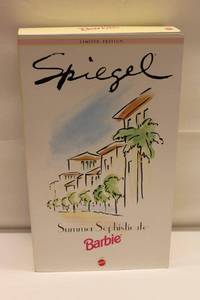 LIMITED EDITION
Spiegel
Summer Sophisticate
Barbie